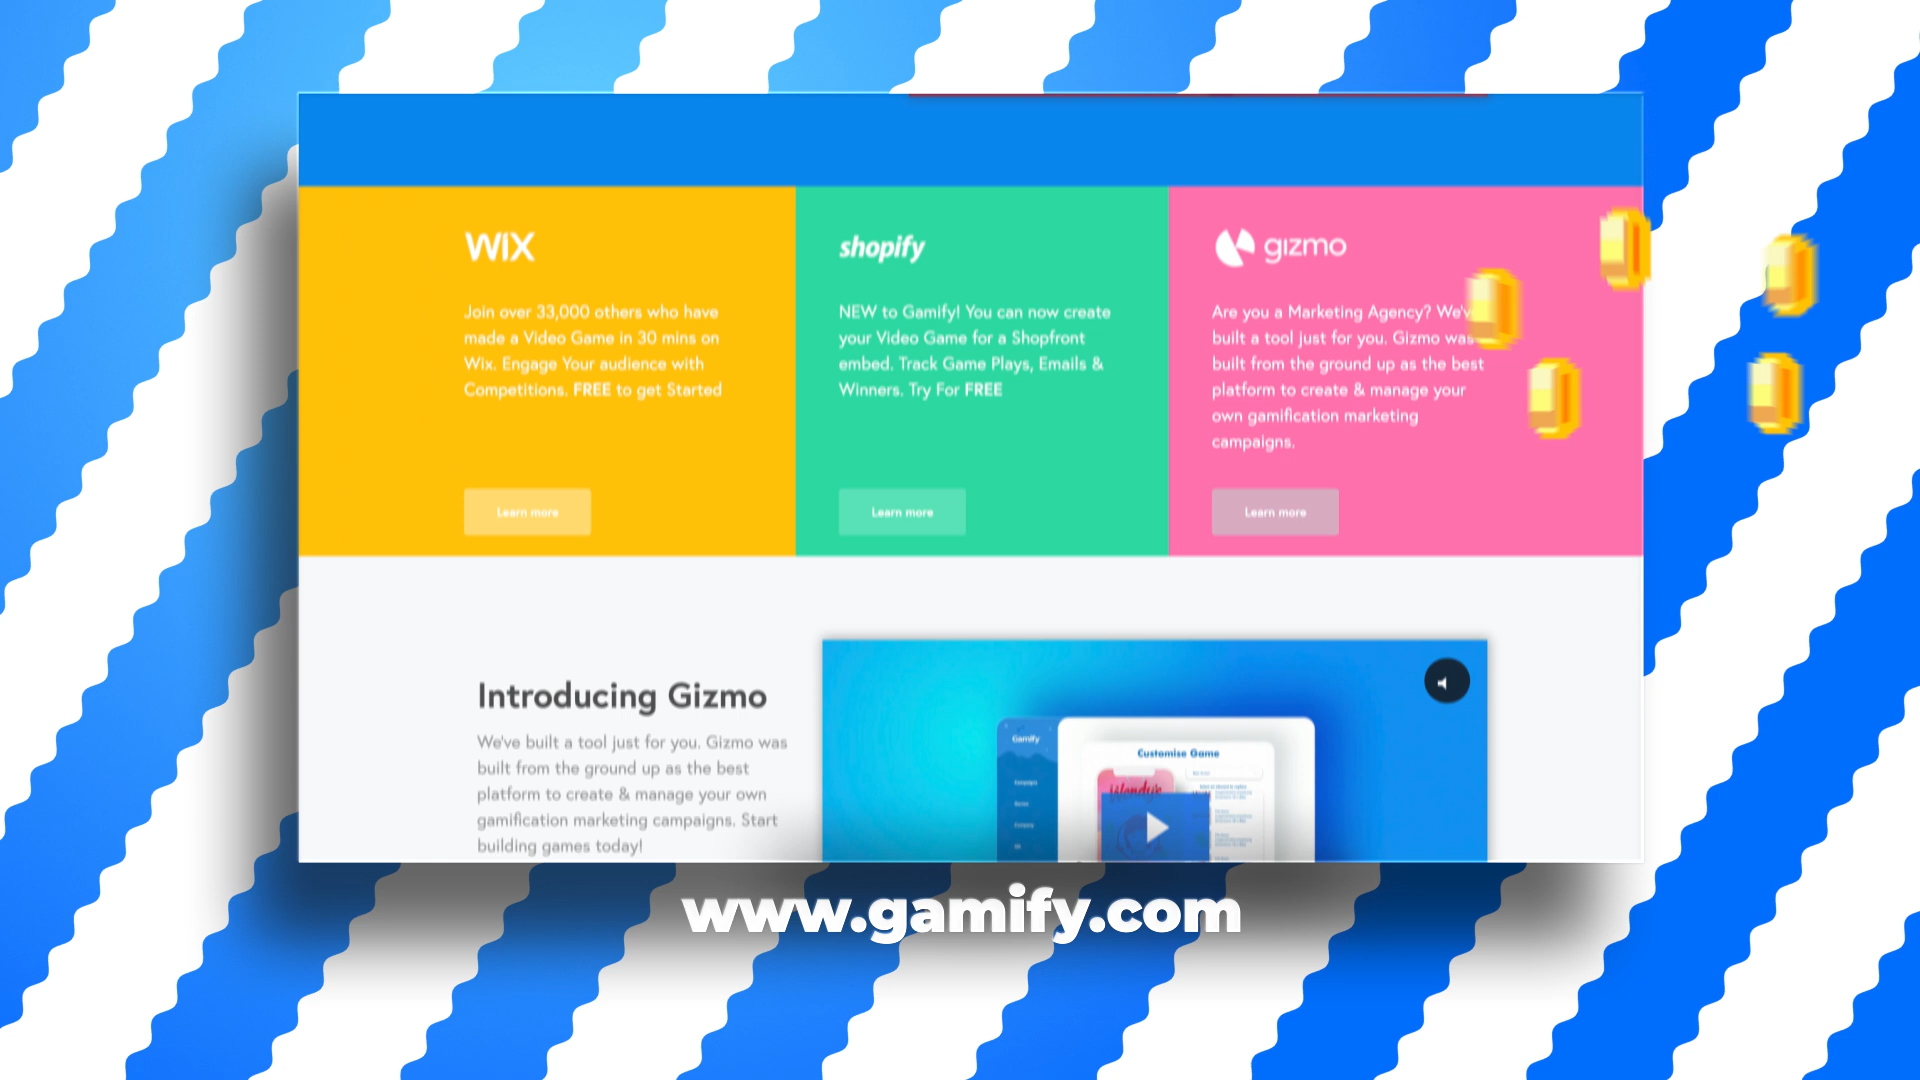 WIX
Join over 33,000 others who have
made a Video Game in 30 mins on
Wix. Engage Your audience with
Competitions. FREE to get Started
Learn more
shopify
NEW to Gamify! You can now create
your Video Game for a Shopfront
embed. Track Game Plays, Emails &
Winners. Try For FREE
Learn more
gizmo
Are you a Marketing Agency? We'v
built a tool just for you. Gizmo was
built from the ground up as the best
platform to create & manage your
own gamification marketing
campaigns.
Learn more
Introducing Gizmo
We've built a tool just for you. Gizmo was
built from the ground up as the best
platform to create & manage your own
gamification marketing campaigns. Start
building games today!
Gamify
Customise Game
Wendy's
www.gamify.com